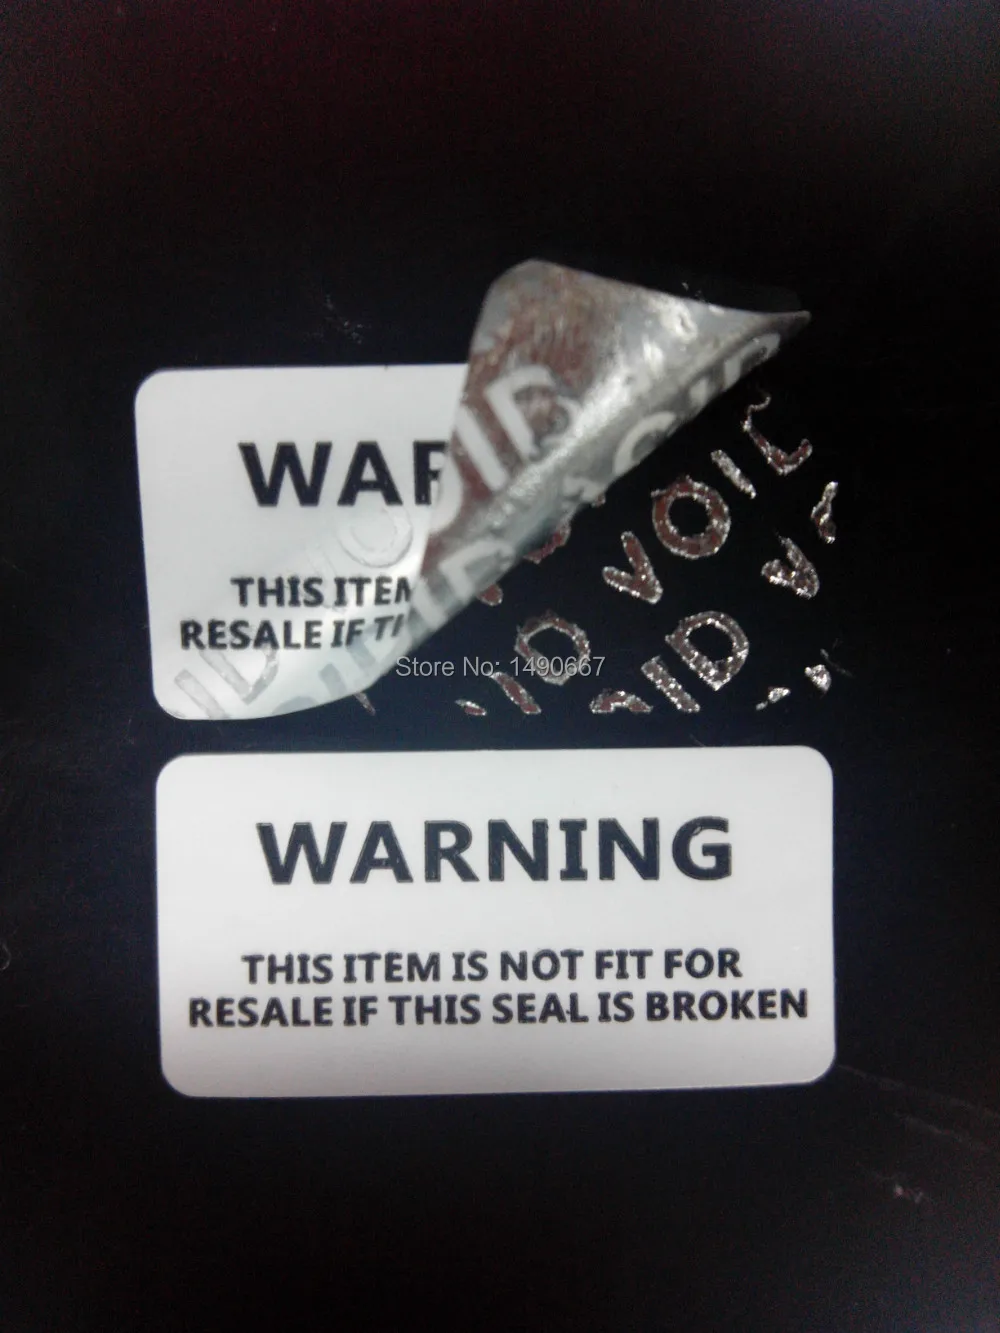 WAR
THIS ITEM
RESALE IF
VOID
VOID
Store No: 1490667
WARNING
THIS ITEM IS NOT FIT FOR
RESALE IF THIS SEAL IS BROKEN